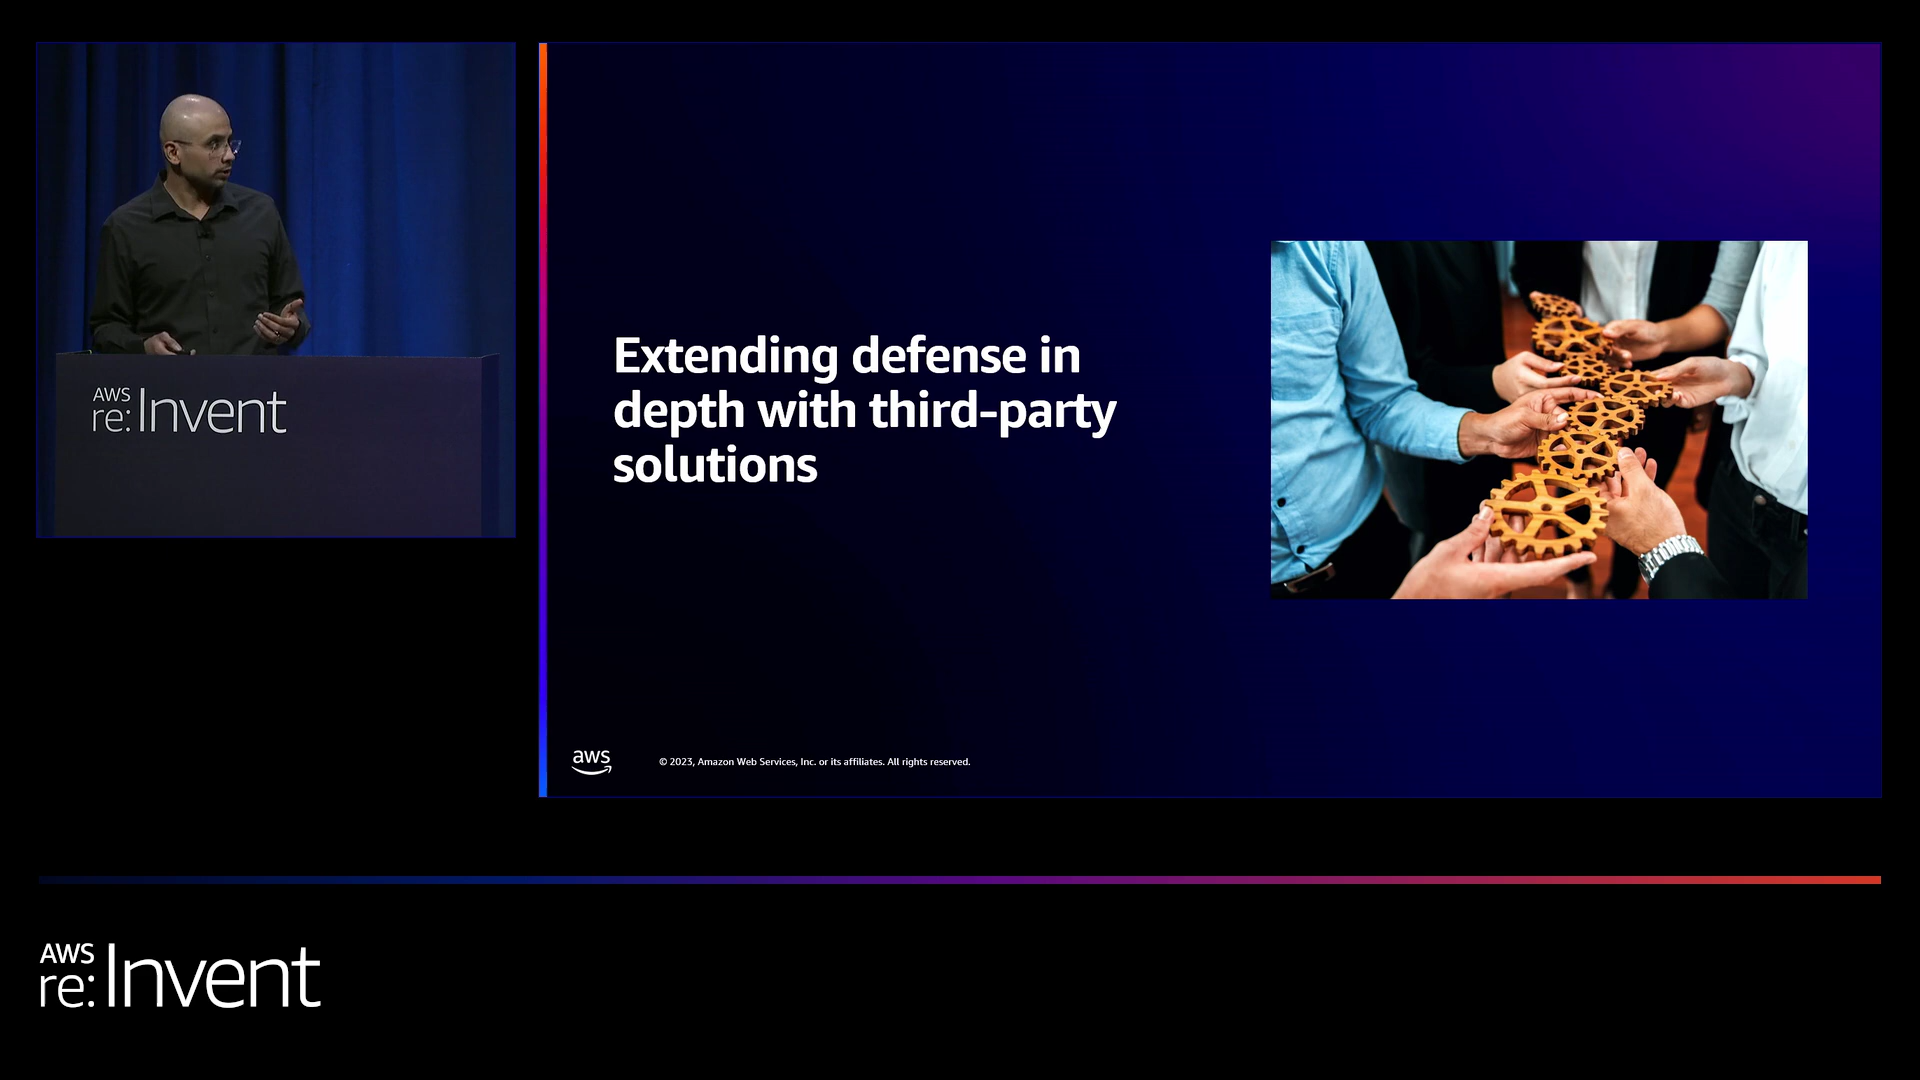 AWS
re:Invent
Extending defense in
depth with third-party
solutions
aws
© 2023, Amazon Web Services, Inc. or its affiliates. All rights reserved.
AWS
re:Invent